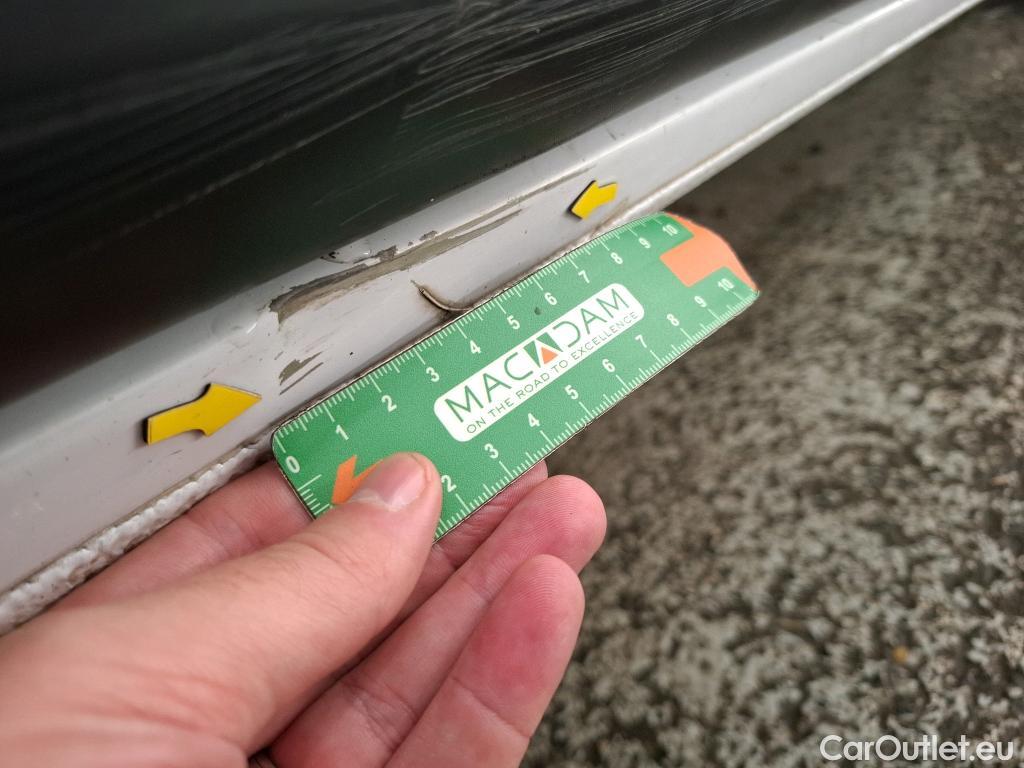 0 1 2 3 4 5 6 7 8 9 10
MACADAM
ON THE ROAD TO EXCELLENCE
2 3 4 5 6 7 8 9 10
CarOutlet.eu